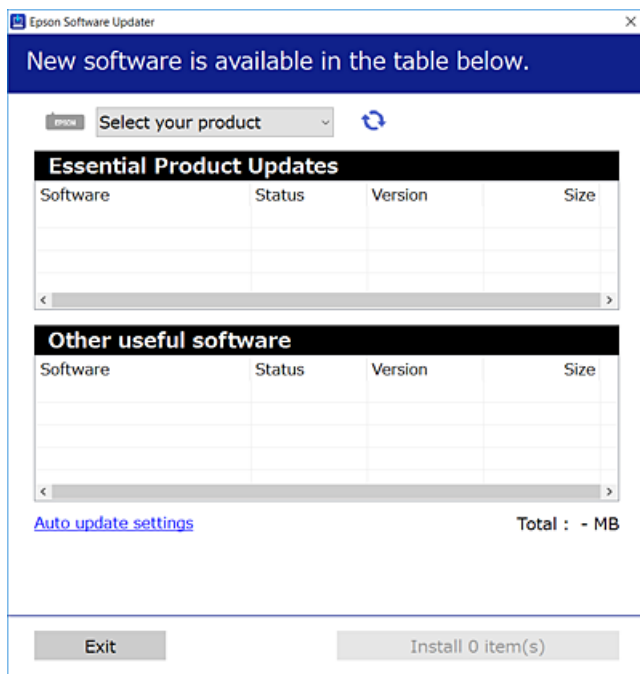 Epson Software Updater
New software is available in the table below.
EPSON Select your product
Essential Product Updates
Software Status Version Size
Other useful software
Software Status Version Size
Auto update settings Total : - MB
Exit Install 0 item(s)